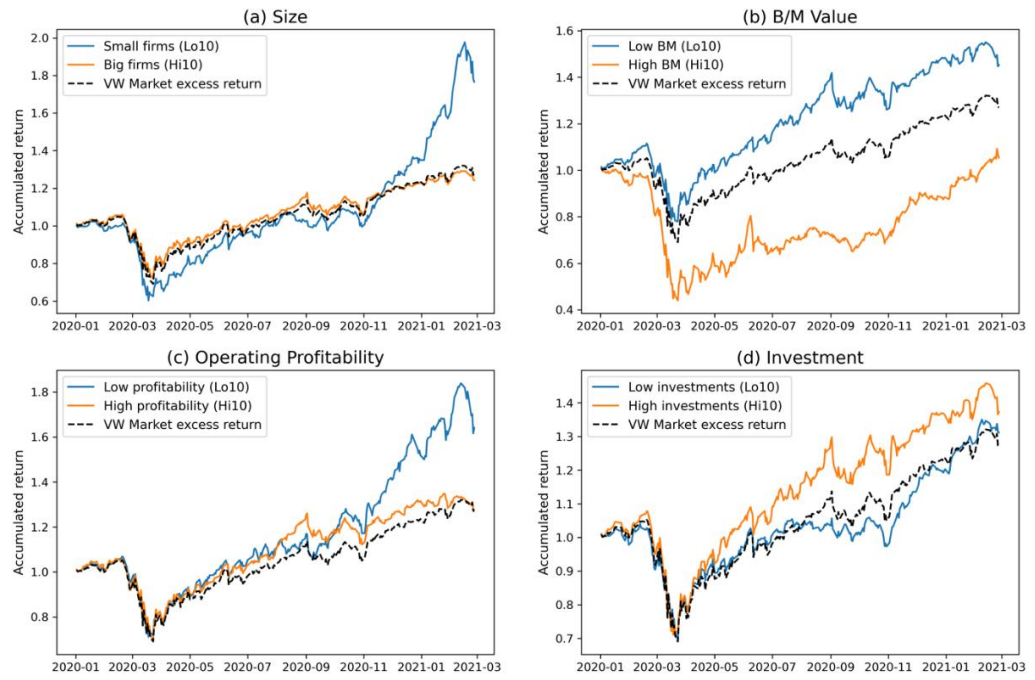 (a) Size
Accumulated return
2.0
1.8
1.6
1.4
1.2
1.0
0.8
0.6
Small firms (Lo10)
Big firms (Hi10)
VW Market excess return
2020-01 2020-03 2020-05 2020-07 2020-09 2020-11 2021-01 2021-03
(b) B/M Value
Accumulated return
1.6
1.4
1.2
1.0
0.8
0.6
0.4
Low BM (Lo10)
High BM (Hi10)
VW Market excess return
2020-01 2020-03 2020-05 2020-07 2020-09 2020-11 2021-01 2021-03
(c) Operating Profitability
Accumulated return
1.8
1.6
1.4
1.2
1.0
0.8
Low profitability (Lo10)
High profitability (Hi10)
VW Market excess return
2020-01 2020-03 2020-05 2020-07 2020-09 2020-11 2021-01 2021-03
(d) Investment
Accumulated return
1.4
1.3
1.2
1.1
1.0
0.9
0.8
0.7
Low investments (Lo10)
High investments (Hi10)
VW Market excess return
2020-01 2020-03 2020-05 2020-07 2020-09 2020-11 2021-01 2021-03